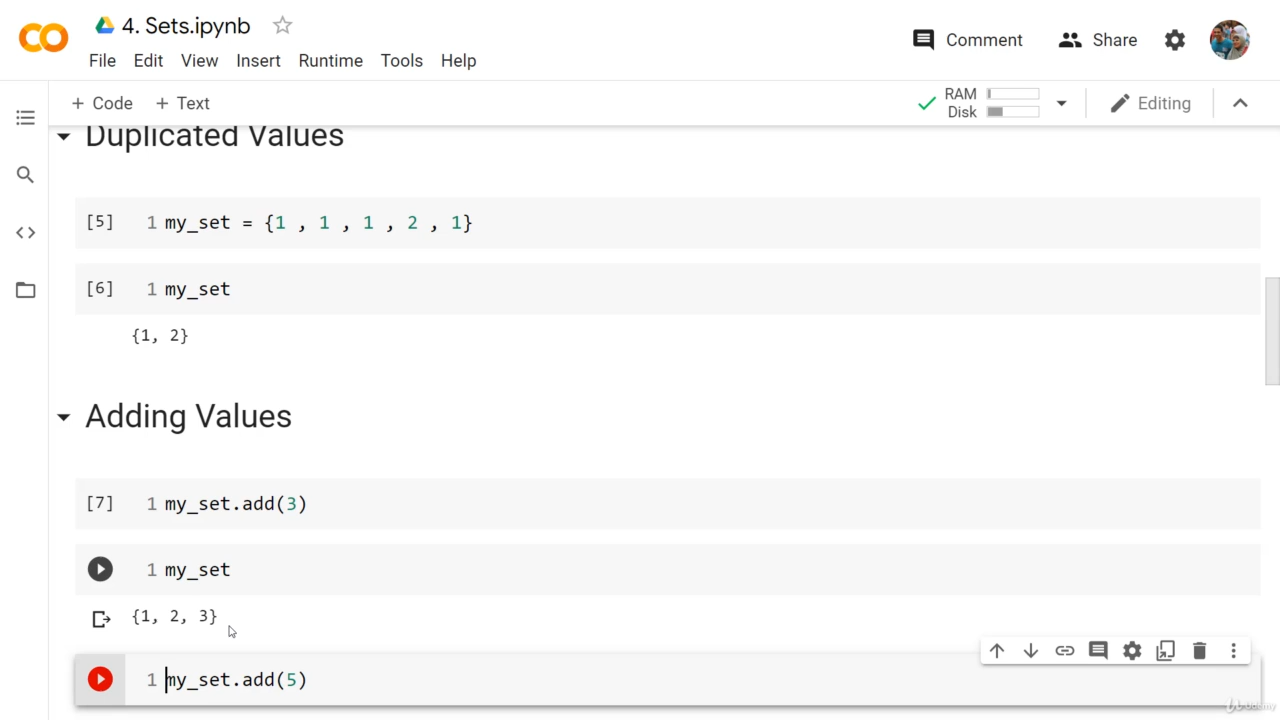 4. Sets.ipynb
File Edit View Insert Runtime Tools Help
Comment
Share
+ Code + Text
RAM
Disk
Editing
Duplicated Values
[5] 1 my_set = {1 , 1 , 1 , 2 , 1}
[6] 1 my_set
{1, 2}
Adding Values
[7] 1 my_set.add(3)
1 my_set
{1, 2, 3}
1 my_set.add(5)
Udemy